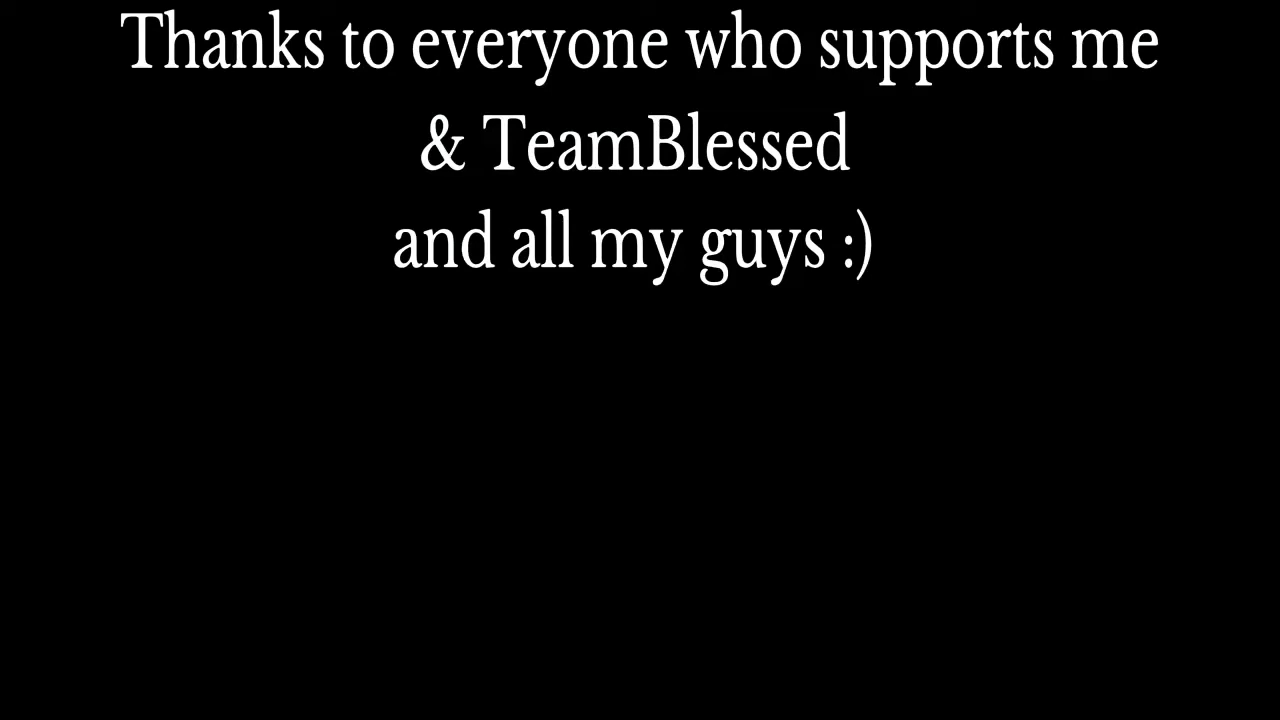 Thanks to everyone who supports me
& TeamBlessed
and all my guys :)